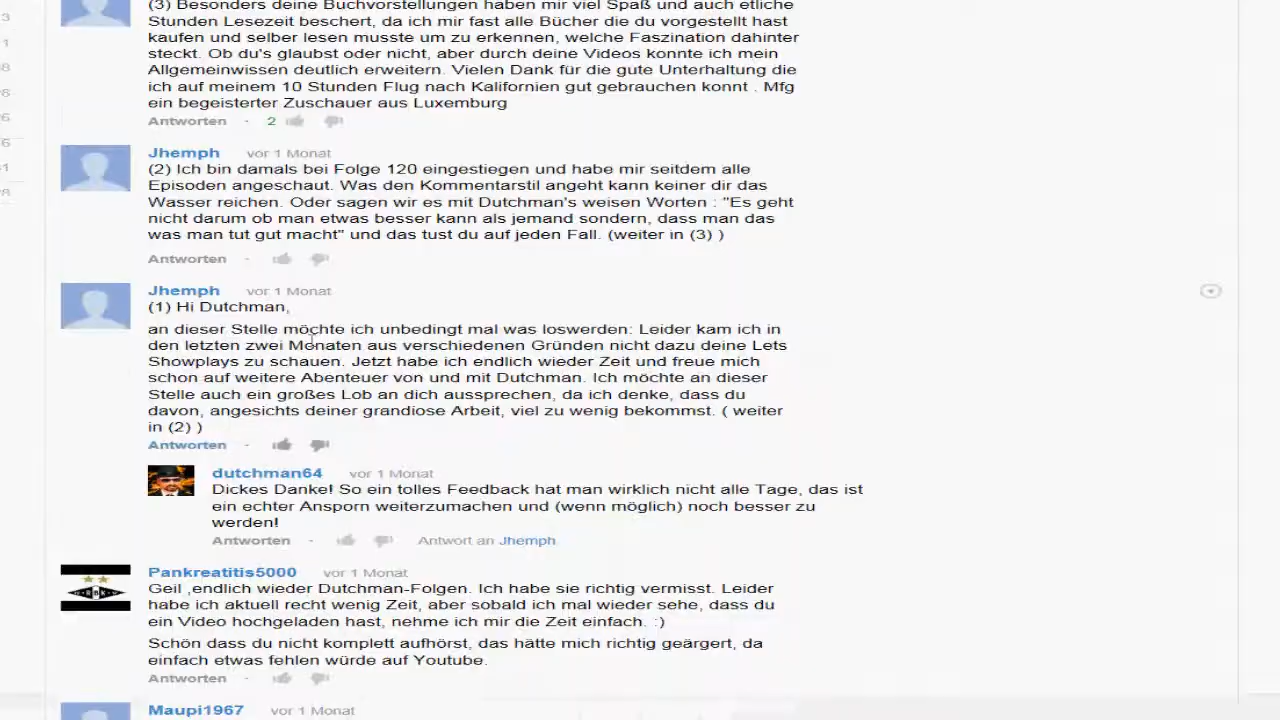 (3) Besonders deine Buchvorstellungen haben mir viel Spaß und auch etliche
Stunden Lesezeit beschert, da ich mir fast alle Bücher die du vorgestellt hast
kaufen und selber lesen musste um zu erkennen, welche Faszination dahinter
steckt. Ob du's glaubst oder nicht, aber durch deine Videos konnte ich mein
Allgemeinwissen deutlich erweitern. Vielen Dank für die gute Unterhaltung die
ich auf meinem 10 Stunden Flug nach Kalifornien gut gebrauchen konnt . Mfg
ein begeisterter Zuschauer aus Luxemburg
Antworten · 2
Jhemph vor 1 Monat
(2) Ich bin damals bei Folge 120 eingestiegen und habe mir seitdem alle
Episoden angeschaut. Was den Kommentarstil angeht kann keiner dir das
Wasser reichen. Oder sagen wir es mit Dutchman's weisen Worten : "Es geht
nicht darum ob man etwas besser kann als jemand sondern, dass man das
was man tut gut macht" und das tust du auf jeden Fall. (weiter in (3) )
Antworten ·
Jhemph vor 1 Monat
(1) Hi Dutchman,
an dieser Stelle möchte ich unbedingt mal was loswerden: Leider kam ich in
den letzten zwei Monaten aus verschiedenen Gründen nicht dazu deine Lets
Showplays zu schauen. Jetzt habe ich endlich wieder Zeit und freue mich
schon auf weitere Abenteuer von und mit Dutchman. Ich möchte an dieser
Stelle auch ein großes Lob an dich aussprechen, da ich denke, dass du
davon, angesichts deiner grandiose Arbeit, viel zu wenig bekommst. ( weiter
in (2) )
Antworten ·
dutchman64 vor 1 Monat
Dickes Danke! So ein tolles Feedback hat man wirklich nicht alle Tage, das ist
ein echter Ansporn weiterzumachen und (wenn möglich) noch besser zu
werden!
Antworten · Antwort an Jhemph
Pankreatitis5000 vor 1 Monat
RBK
Geil ,endlich wieder Dutchman-Folgen. Ich habe sie richtig vermisst. Leider
habe ich aktuell recht wenig Zeit, aber sobald ich mal wieder sehe, dass du
ein Video hochgeladen hast, nehme ich mir die Zeit einfach. :)
Schön dass du nicht komplett aufhörst, das hätte mich richtig geärgert, da
einfach etwas fehlen würde auf Youtube.
Antworten ·
Maupi1967 vor 1 Monat